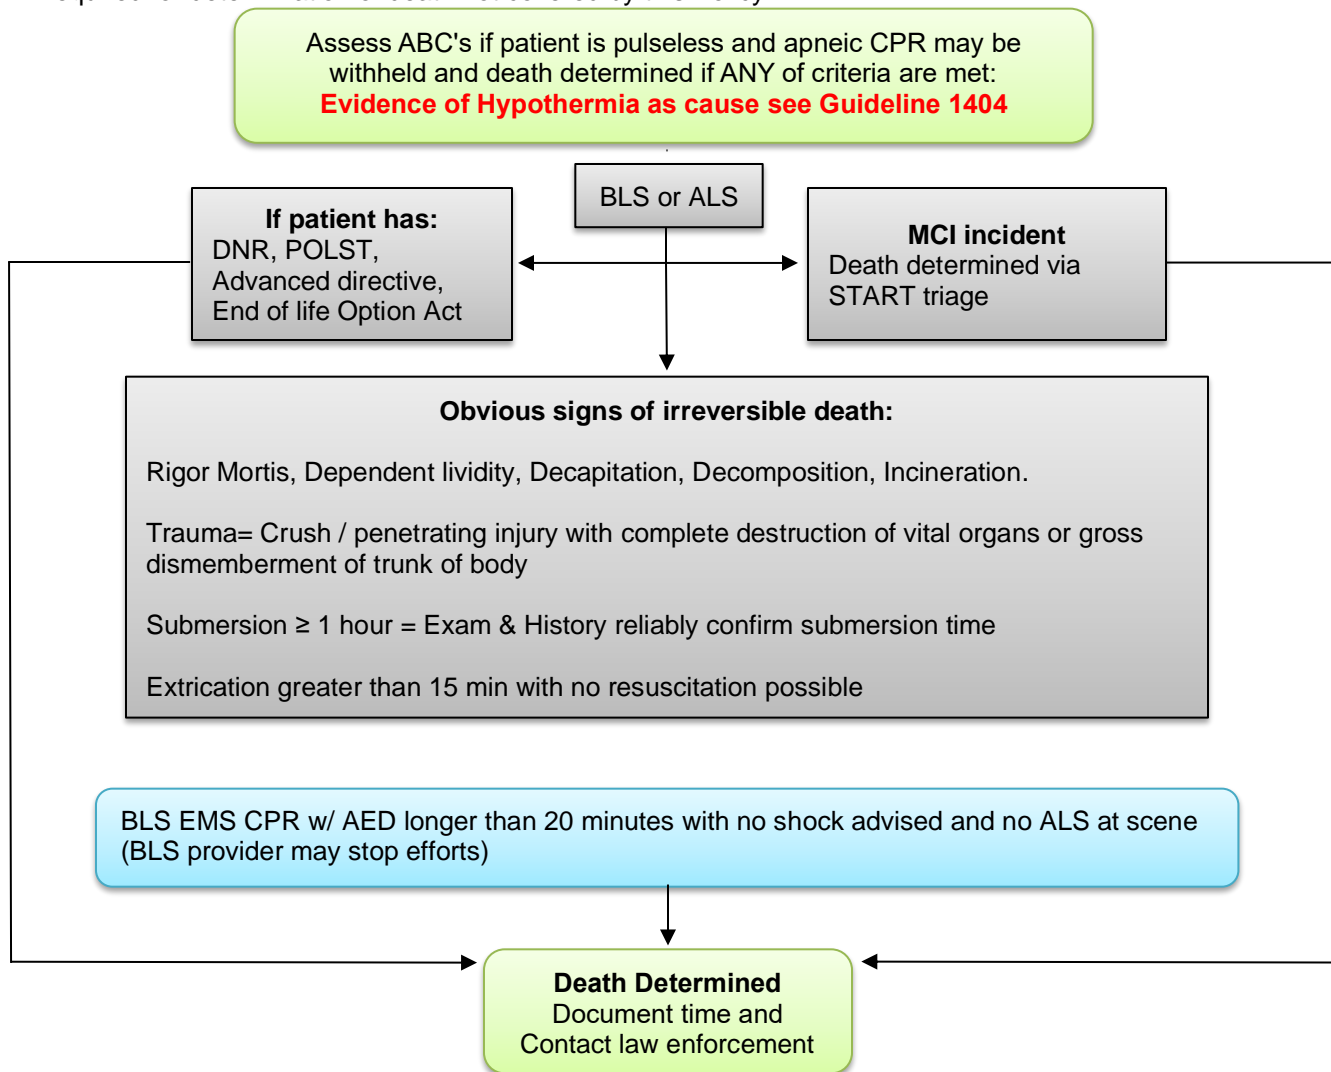 Assess ABC's if patient is pulseless and apneic CPR may be
withheld and death determined if ANY of criteria are met:
Evidence of Hypothermia as cause see Guideline 1404
BLS or ALS
If patient has:
DNR, POLST,
Advanced directive,
End of life Option Act
MCI incident
Death determined via
START triage
Obvious signs of irreversible death:
Rigor Mortis, Dependent lividity, Decapitation, Decomposition, Incineration.
Trauma= Crush / penetrating injury with complete destruction of vital organs or gross
dismemberment of trunk of body
Submersion ≥ 1 hour = Exam & History reliably confirm submersion time
Extrication greater than 15 min with no resuscitation possible
BLS EMS CPR w/ AED longer than 20 minutes with no shock advised and no ALS at scene
(BLS provider may stop efforts)
Death Determined
Document time and
Contact law enforcement